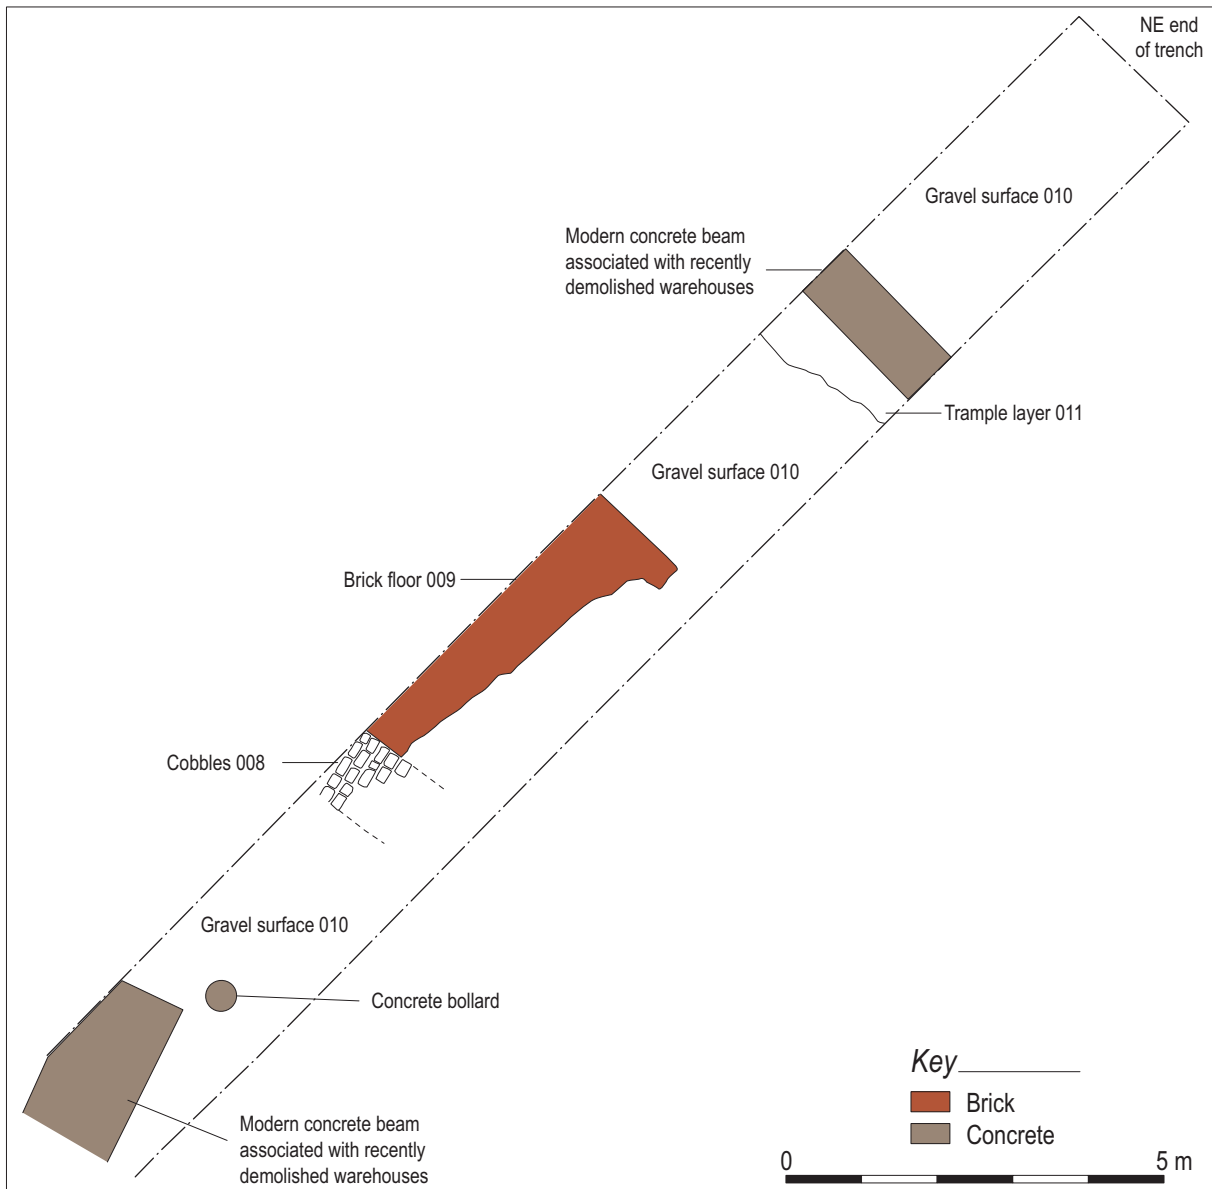 NE end
of trench
Gravel surface 010
Modern concrete beam
associated with recently
demolished warehouses
Trample layer 011
Gravel surface 010
Brick floor 009
Cobbles 008
Gravel surface 010
Concrete bollard
Modern concrete beam
associated with recently
demolished warehouses
Key
Brick
Concrete
0 5 m